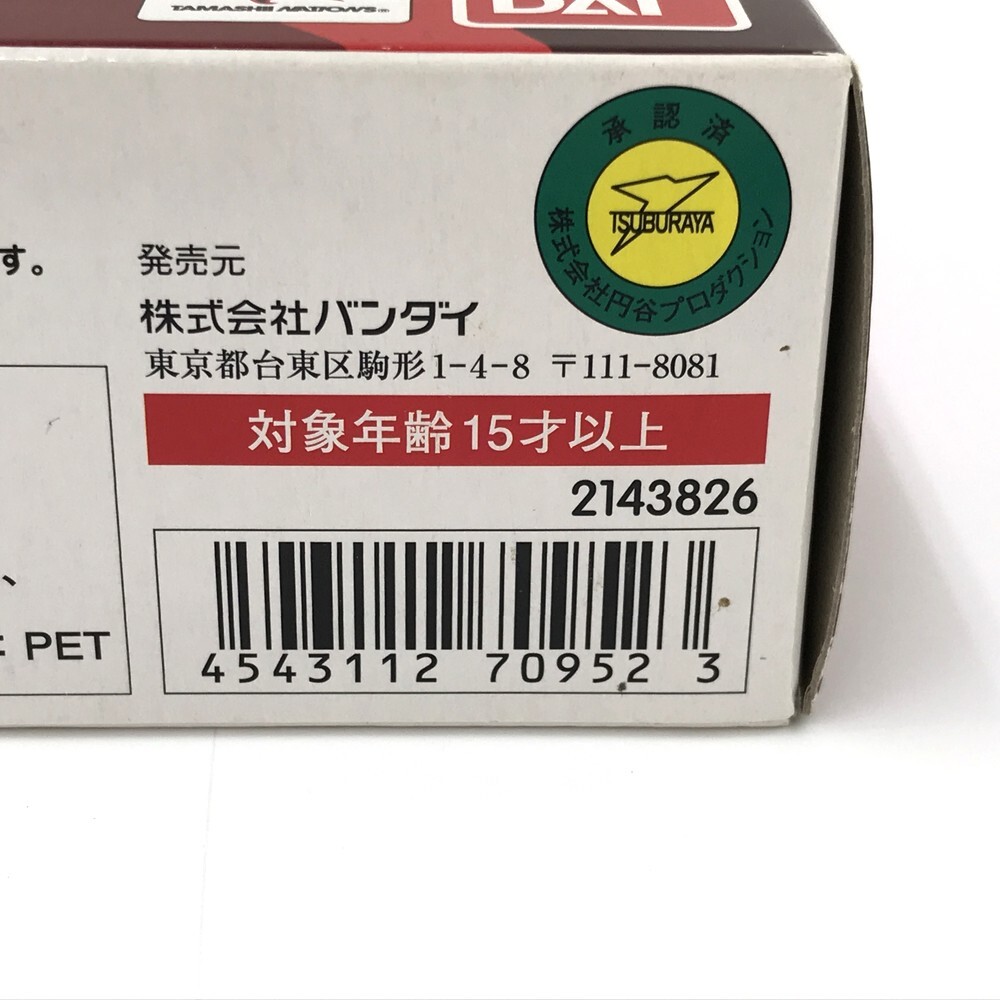 TAMASHII NATIONS
BAI
承認済
TSUBURAYA
株式会社円谷プロダクション
す。
発売元
株式会社バンダイ
東京都台東区駒形1-4-8 〒111-8081
対象年齢15才以上
2143826
、
: PET
4543112 70952 3